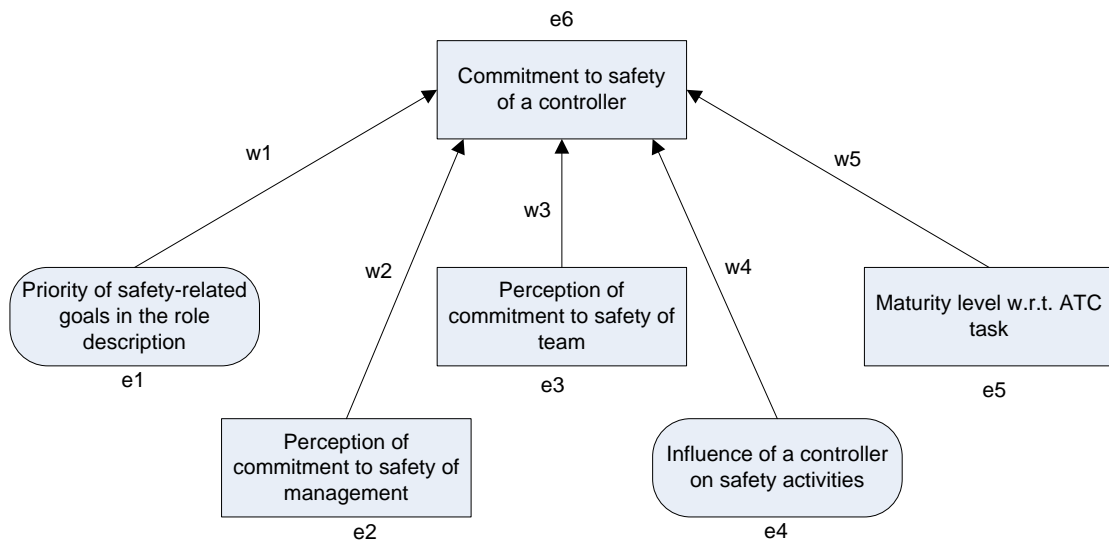 e6
Commitment to safety
of a controller
w1
w5
w3
w2
w4
Priority of safety-related
goals in the role
description
e1
Perception of
commitment to safety of
team
e3
Maturity level w.r.t. ATC
task
e5
Perception of
commitment to safety of
management
e2
Influence of a controller
on safety activities
e4